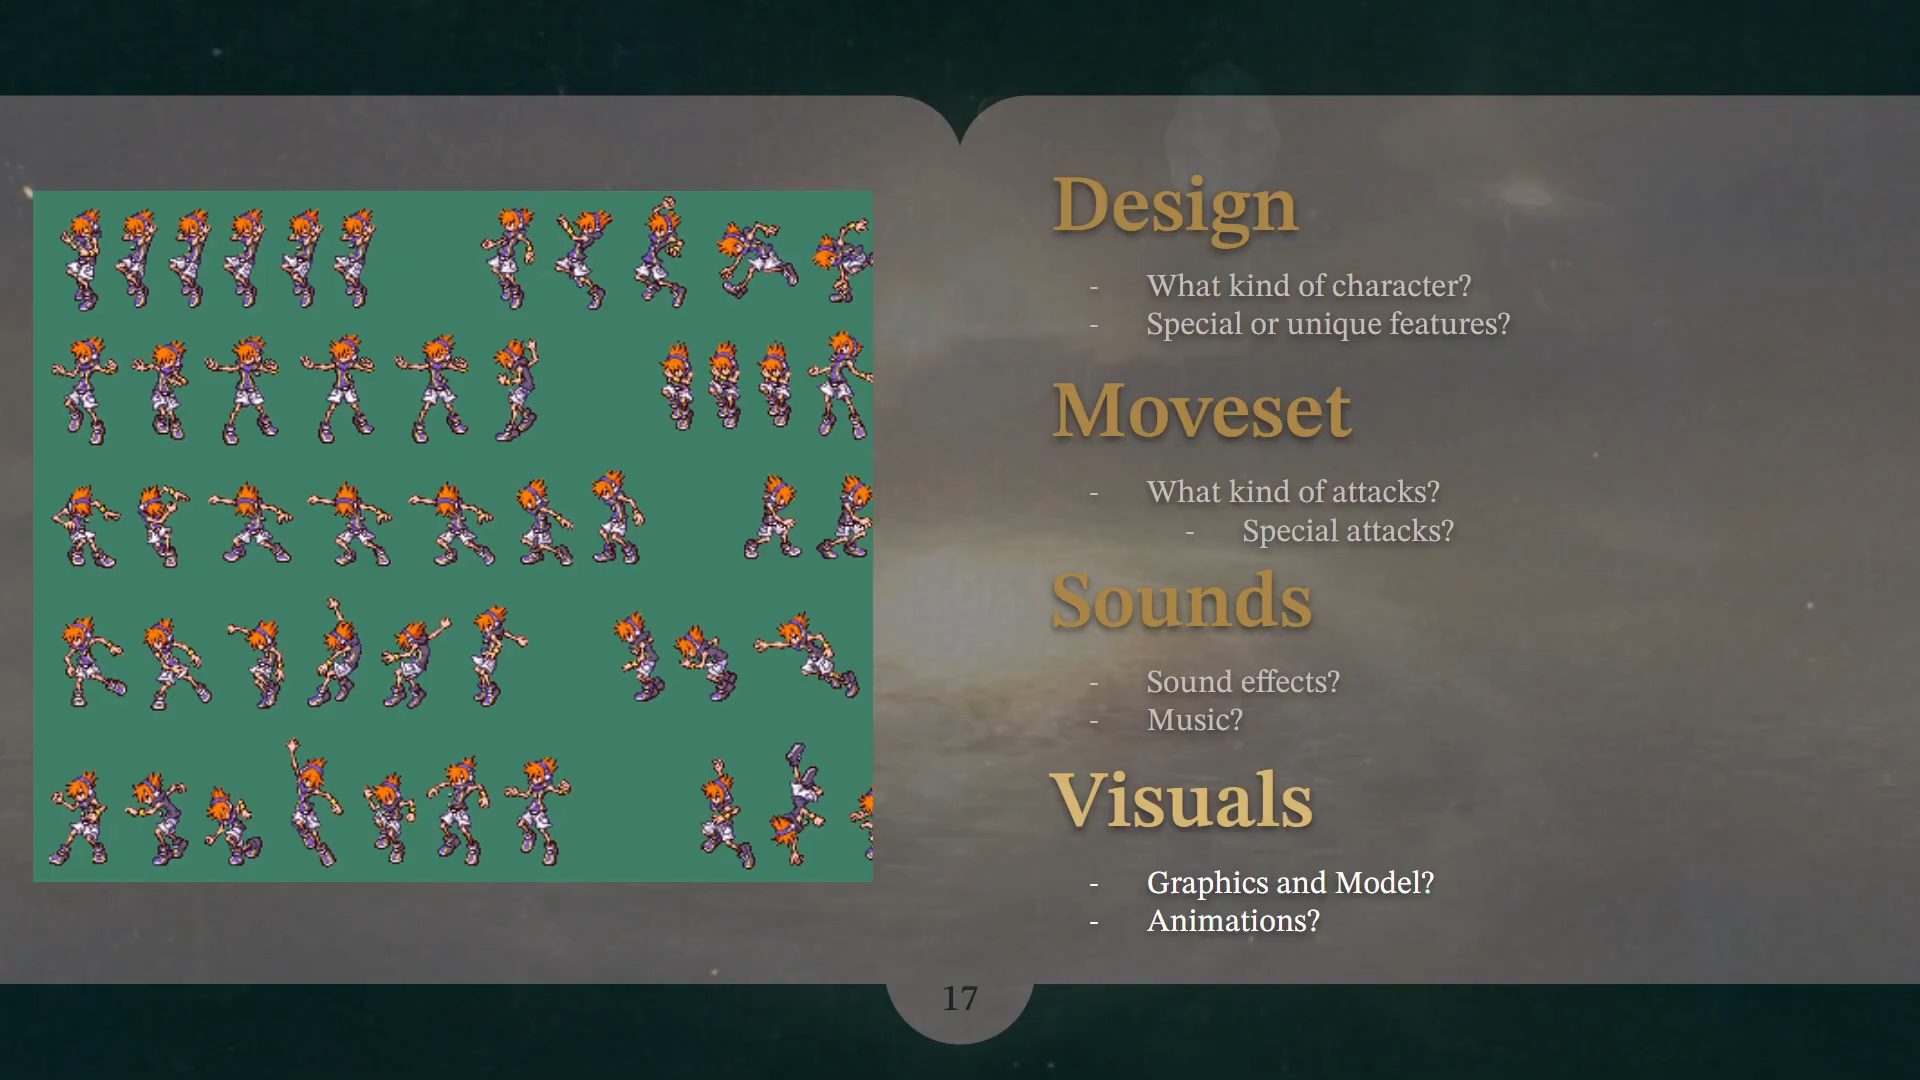 Design
- What kind of character?
- Special or unique features?
Moveset
- What kind of attacks?
- Special attacks?
Sounds
- Sound effects?
- Music?
Visuals
- Graphics and Model?
- Animations?
17